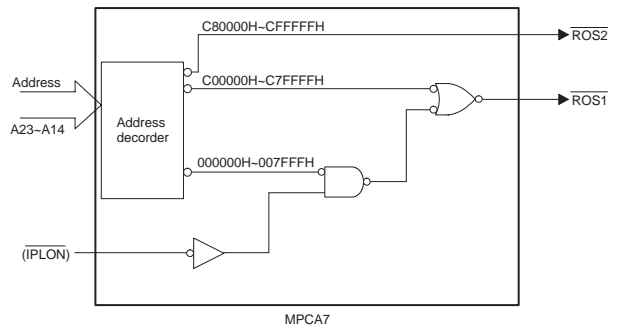 C80000H~CFFFFFH
ROS2
Address
C00000H~C7FFFFH
ROS1
A23~A14
Address
decorder
000000H~007FFFH
(IPLON)
MPCA7